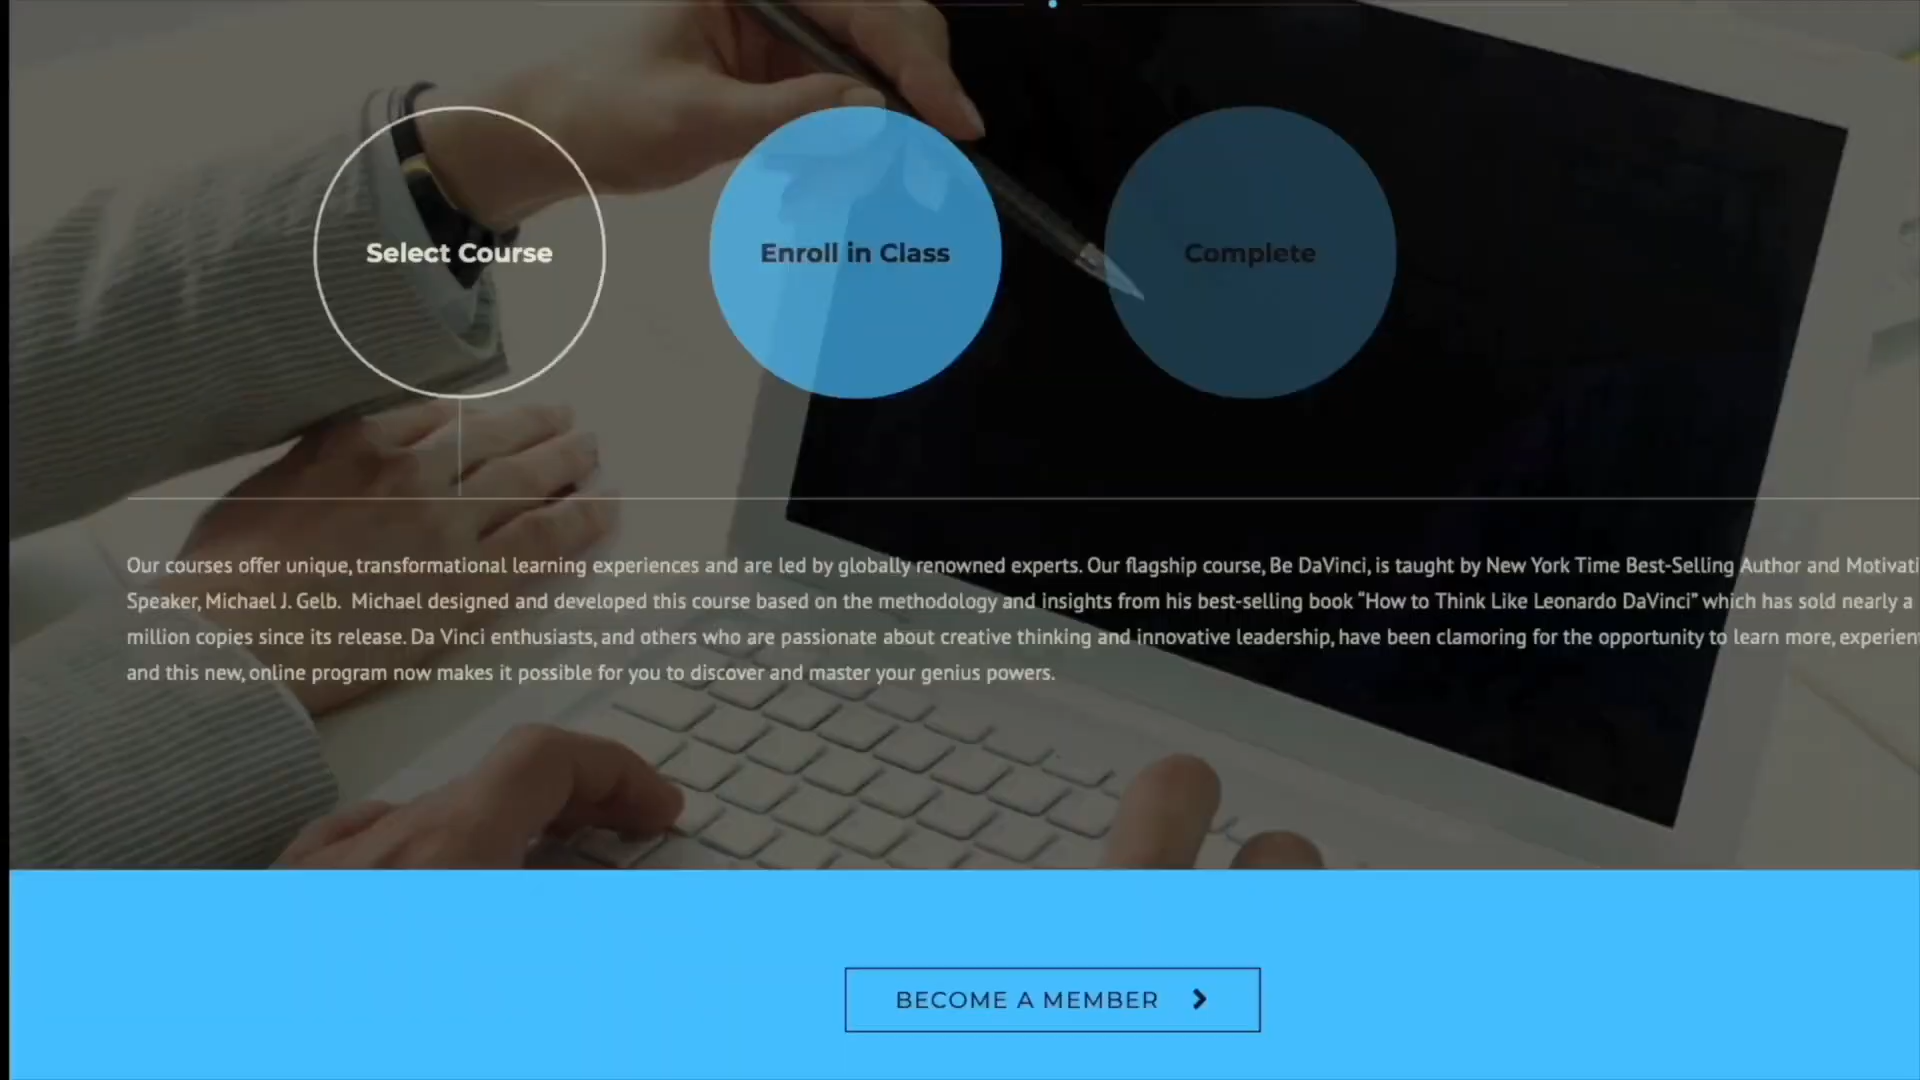 Select Course
Enroll in Class
Complete
Our courses offer unique, transformational learning experiences and are led by globally renowned experts. Our flagship course, Be DaVinci, is taught by New York Time Best-Selling Author and
Speaker, Michael J. Gelb. Michael designed and developed this course based on the methodology and insights from his best-selling book “How to Think Like Leonardo DaVinci” which has sold nearly a
million copies since its release. Da Vinci enthusiasts, and others who are passionate about creative thinking and innovative leadership, have been clamoring for the opportunity to learn more,
and this new, online program now makes it possible for you to discover and master your genius powers.
BECOME A MEMBER